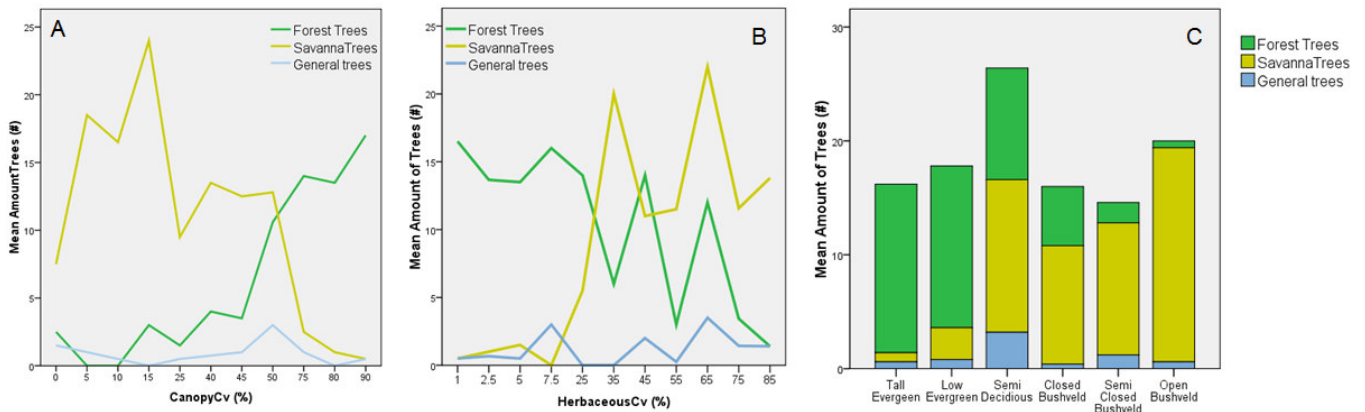 A
Forest Trees
SavannaTrees
General trees
Mean AmountTrees (#)
25
20
15
10
5
0
0 5 10 15 25 40 45 50 75 80 90
CanopyCv (%)
B
Forest Trees
SavannaTrees
General trees
Mean Amount of Trees (#)
25
20
15
10
5
0
1 2.5 5 7.5 25 35 45 55 65 75 85
HerbaceousCv (%)
C
Forest Trees
SavannaTrees
General trees
Mean Amount of Trees (#)
30
20
10
0
Tall Evergeen
Low Evergreen
Semi Decidious
Closed Bushveld
Semi Closed Bushveld
Open Bushveld